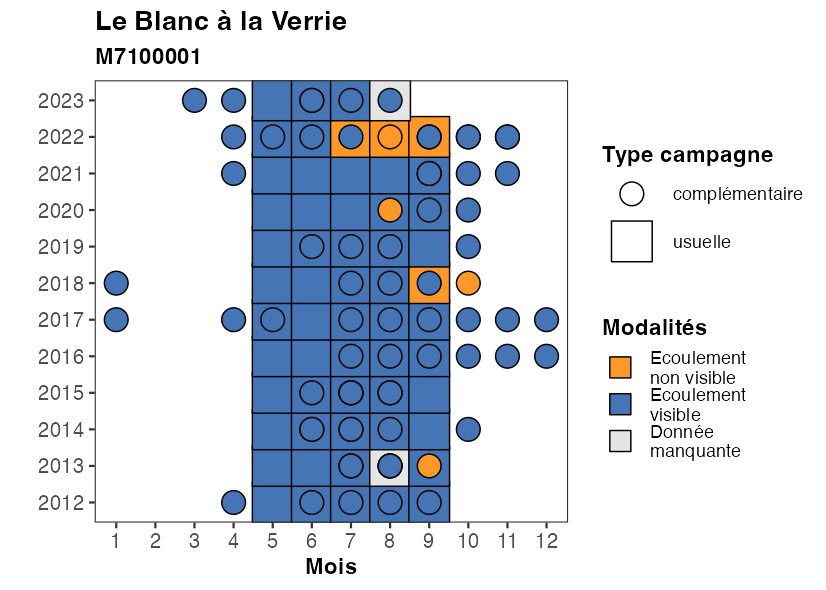 Le Blanc à la Verrie
M7100001
2023
2022
2021
2020
2019
2018
2017
2016
2015
2014
2013
2012
1 2 3 4 5 6 7 8 9 10 11 12
Mois
Type campagne
complémentaire
usuelle
Modalités
Ecoulement
non visible
Ecoulement
visible
Donnée
manquante